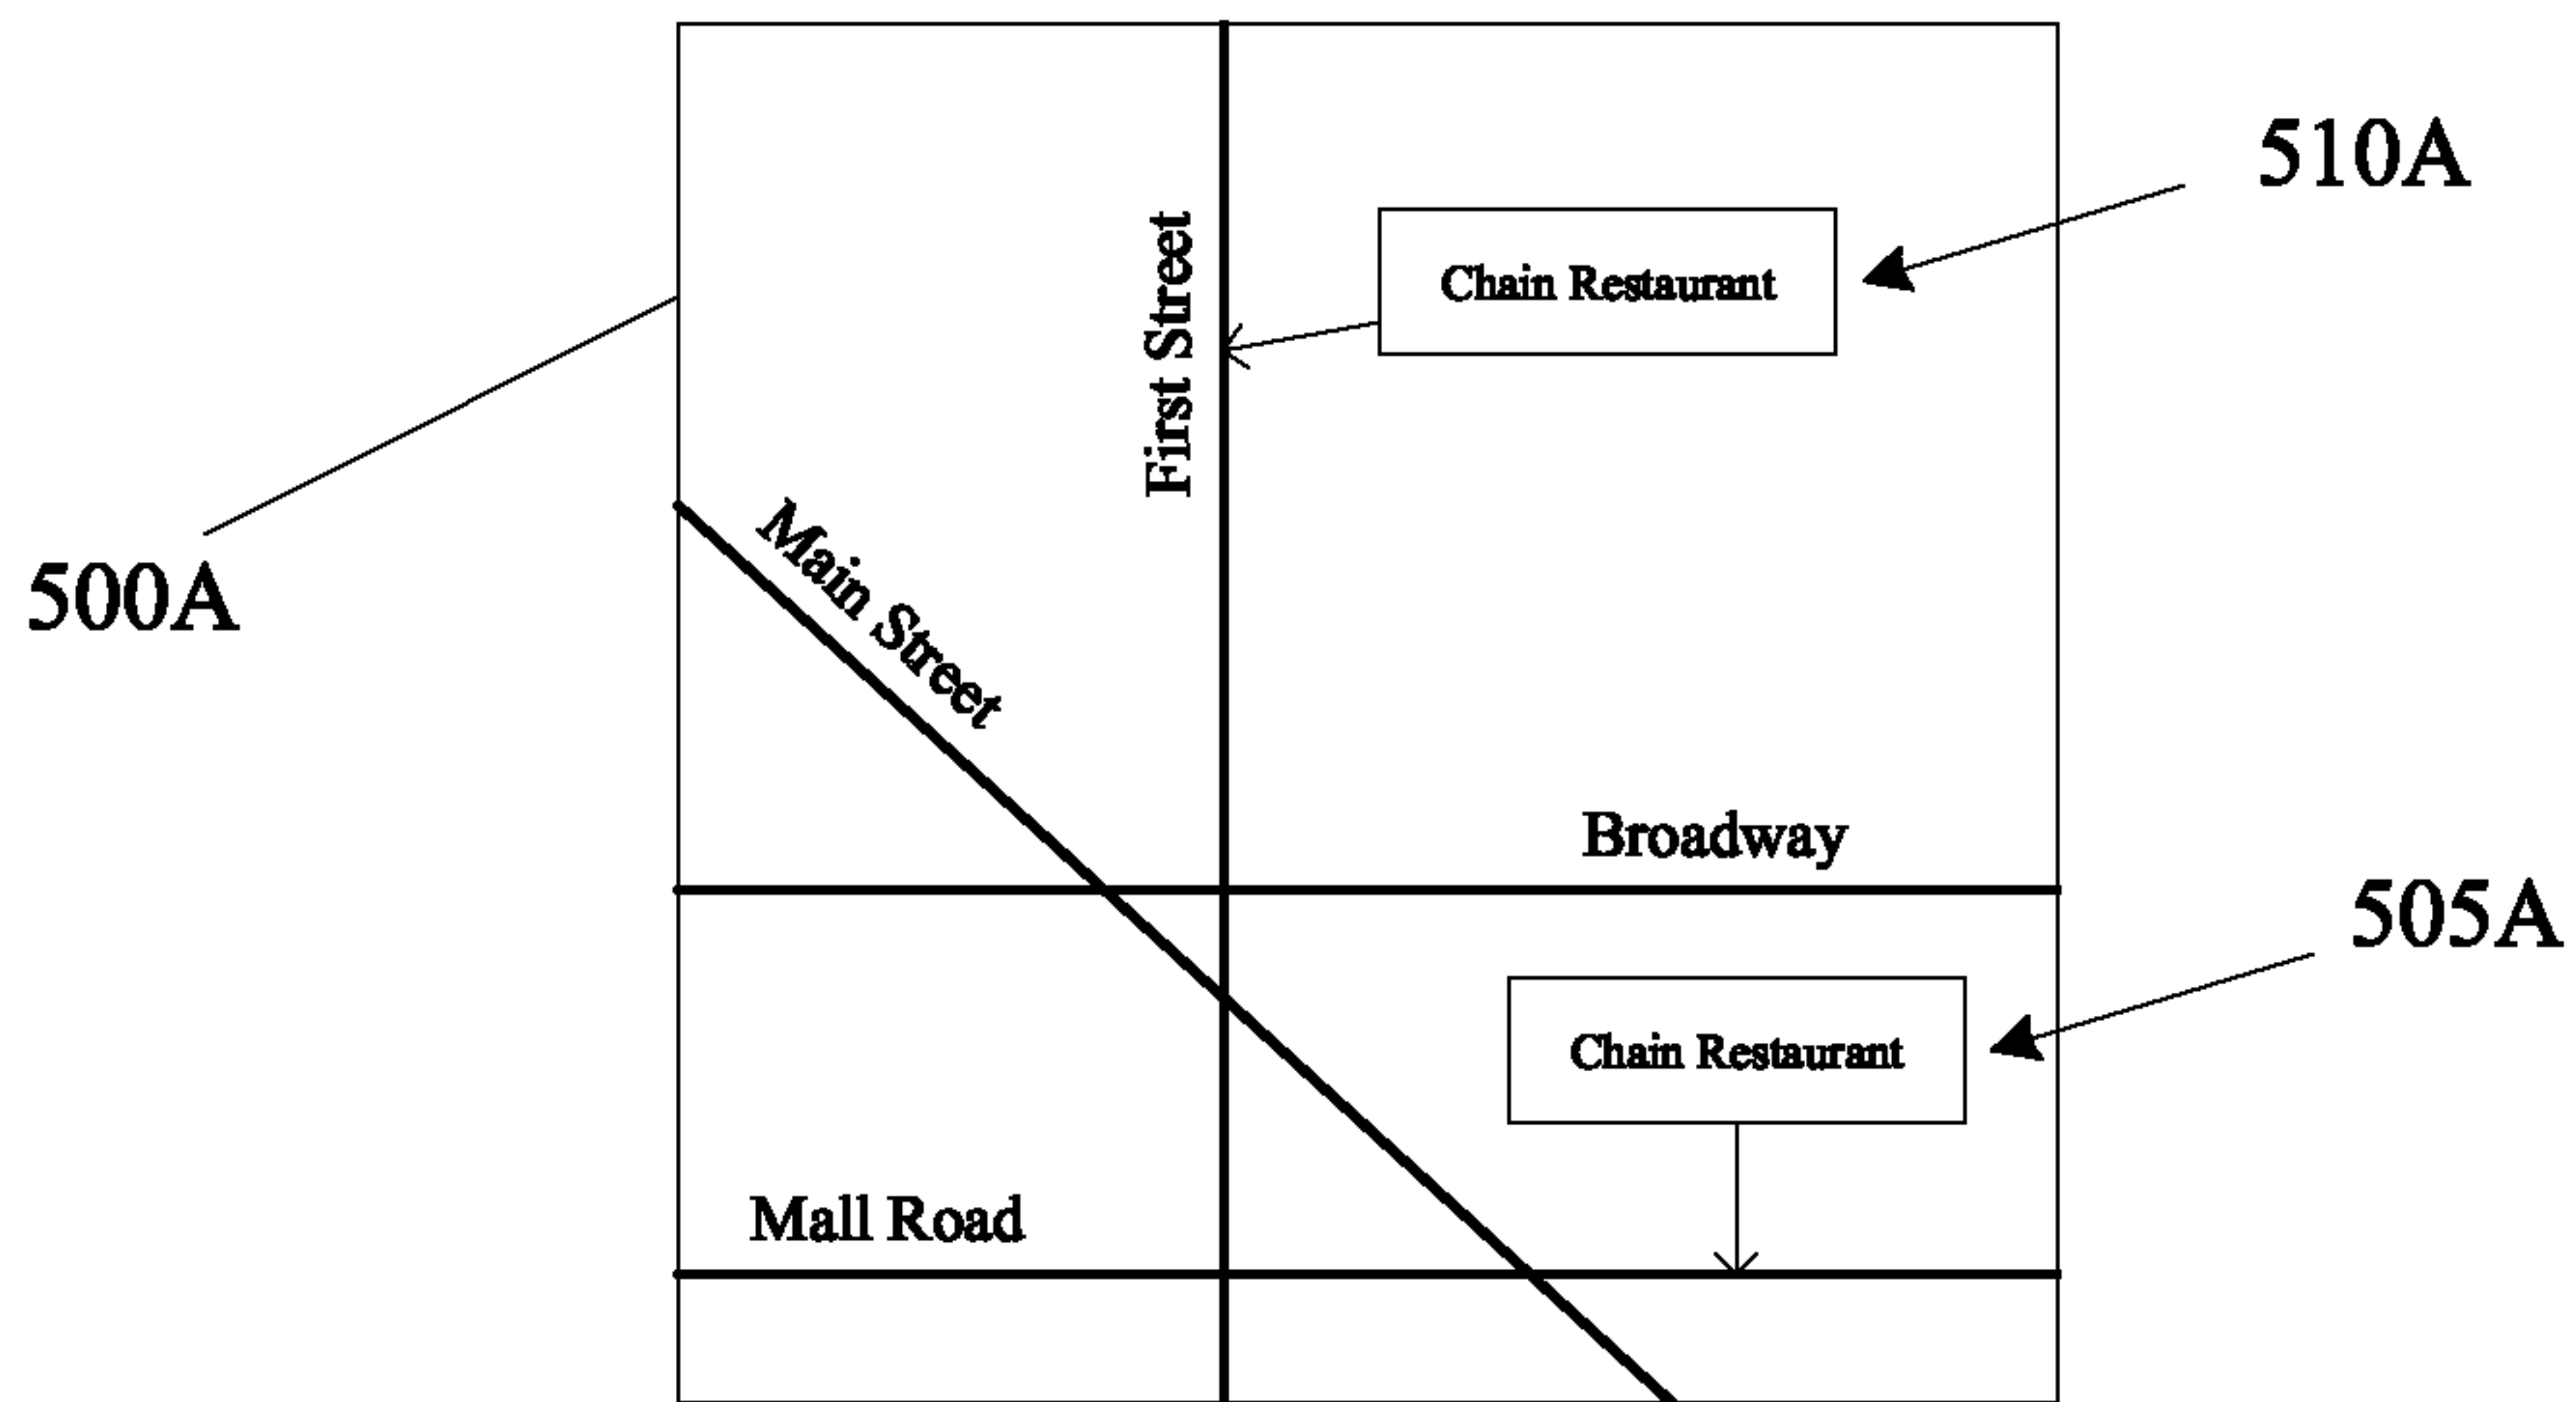 510A
Chain Restaurant
First Street
500A
Main Street
Broadway
505A
Chain Restaurant
Mall Road